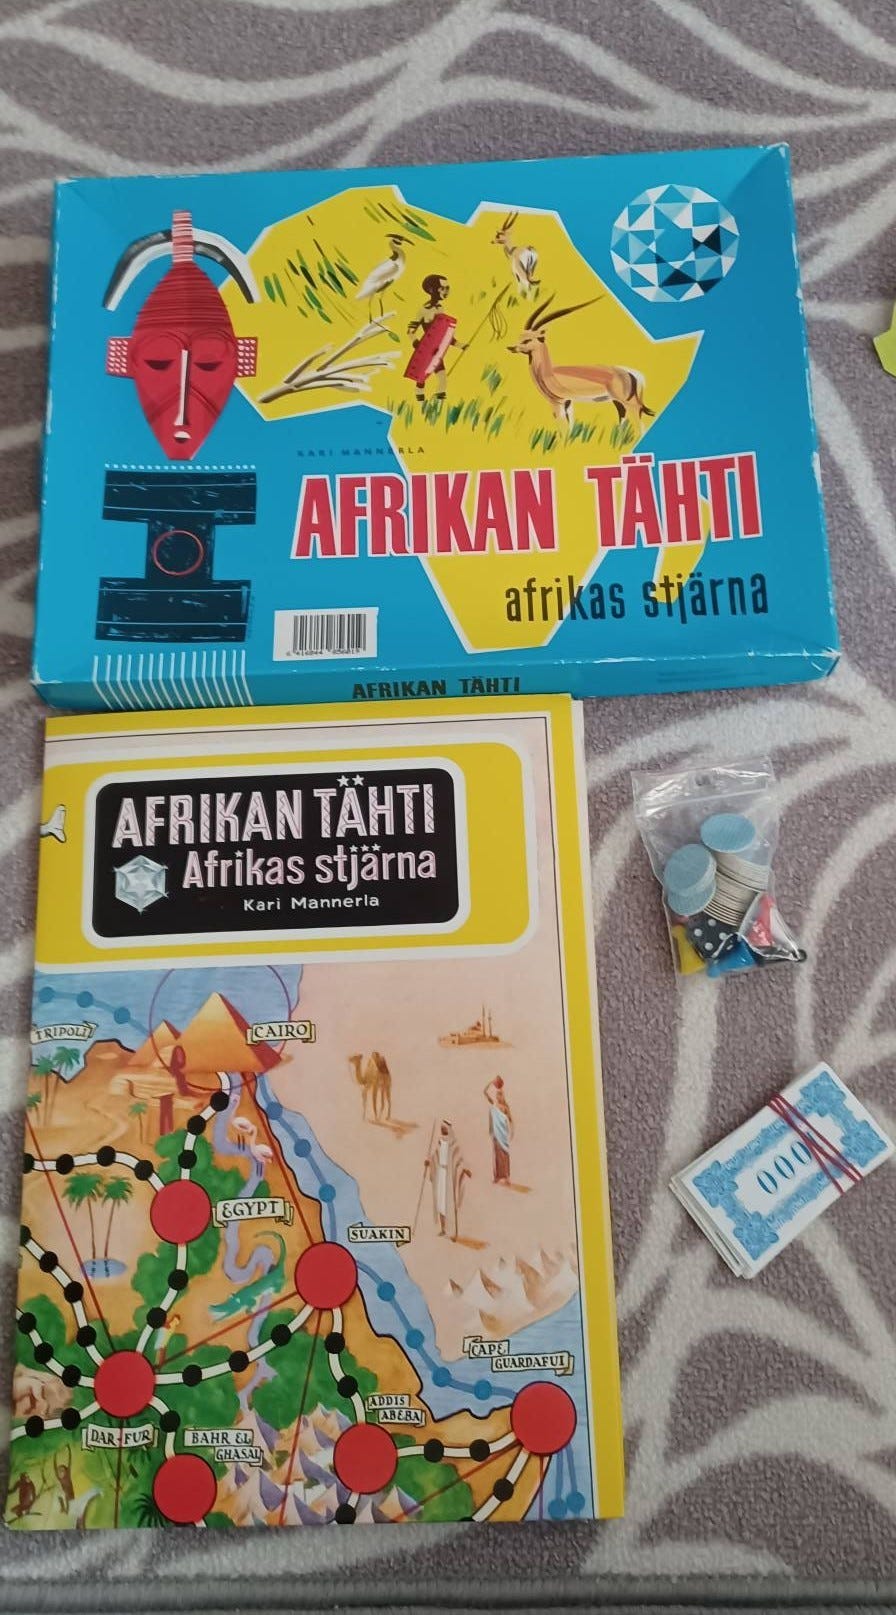 KARI MANNERLA
AFRIKAN TÄHTI
afrikas stjärna
AFRIKAN TÄHTI
AFRIKAN TÄHTI
Afrikas stjärna
Kari Mannerla
TRIPOLI
CAIRO
EGYPT
SUAKIN
CAPE
GUARDAFUI
ADDIS
ABEBA
DAR-FUR
BAHR EL
GHASAL
000